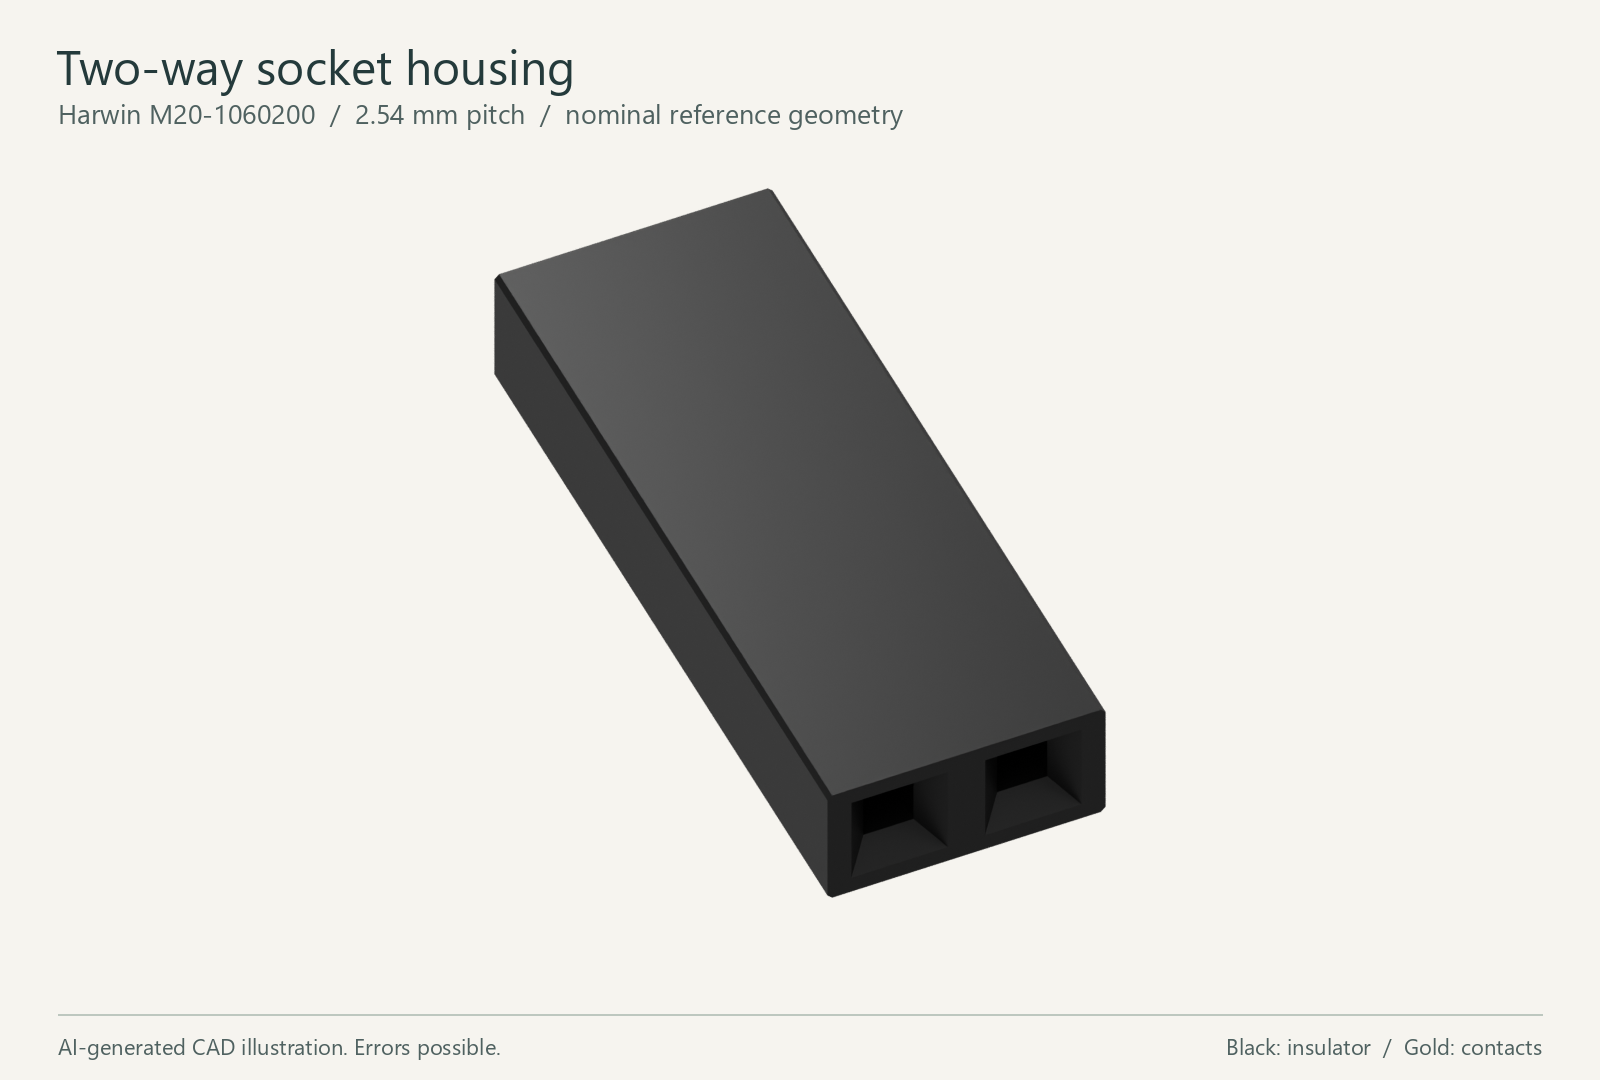 Two-way socket housing
Harwin M20-1060200 / 2.54 mm pitch / nominal reference geometry
AI-generated CAD illustration. Errors possible.
Black: insulator / Gold: contacts